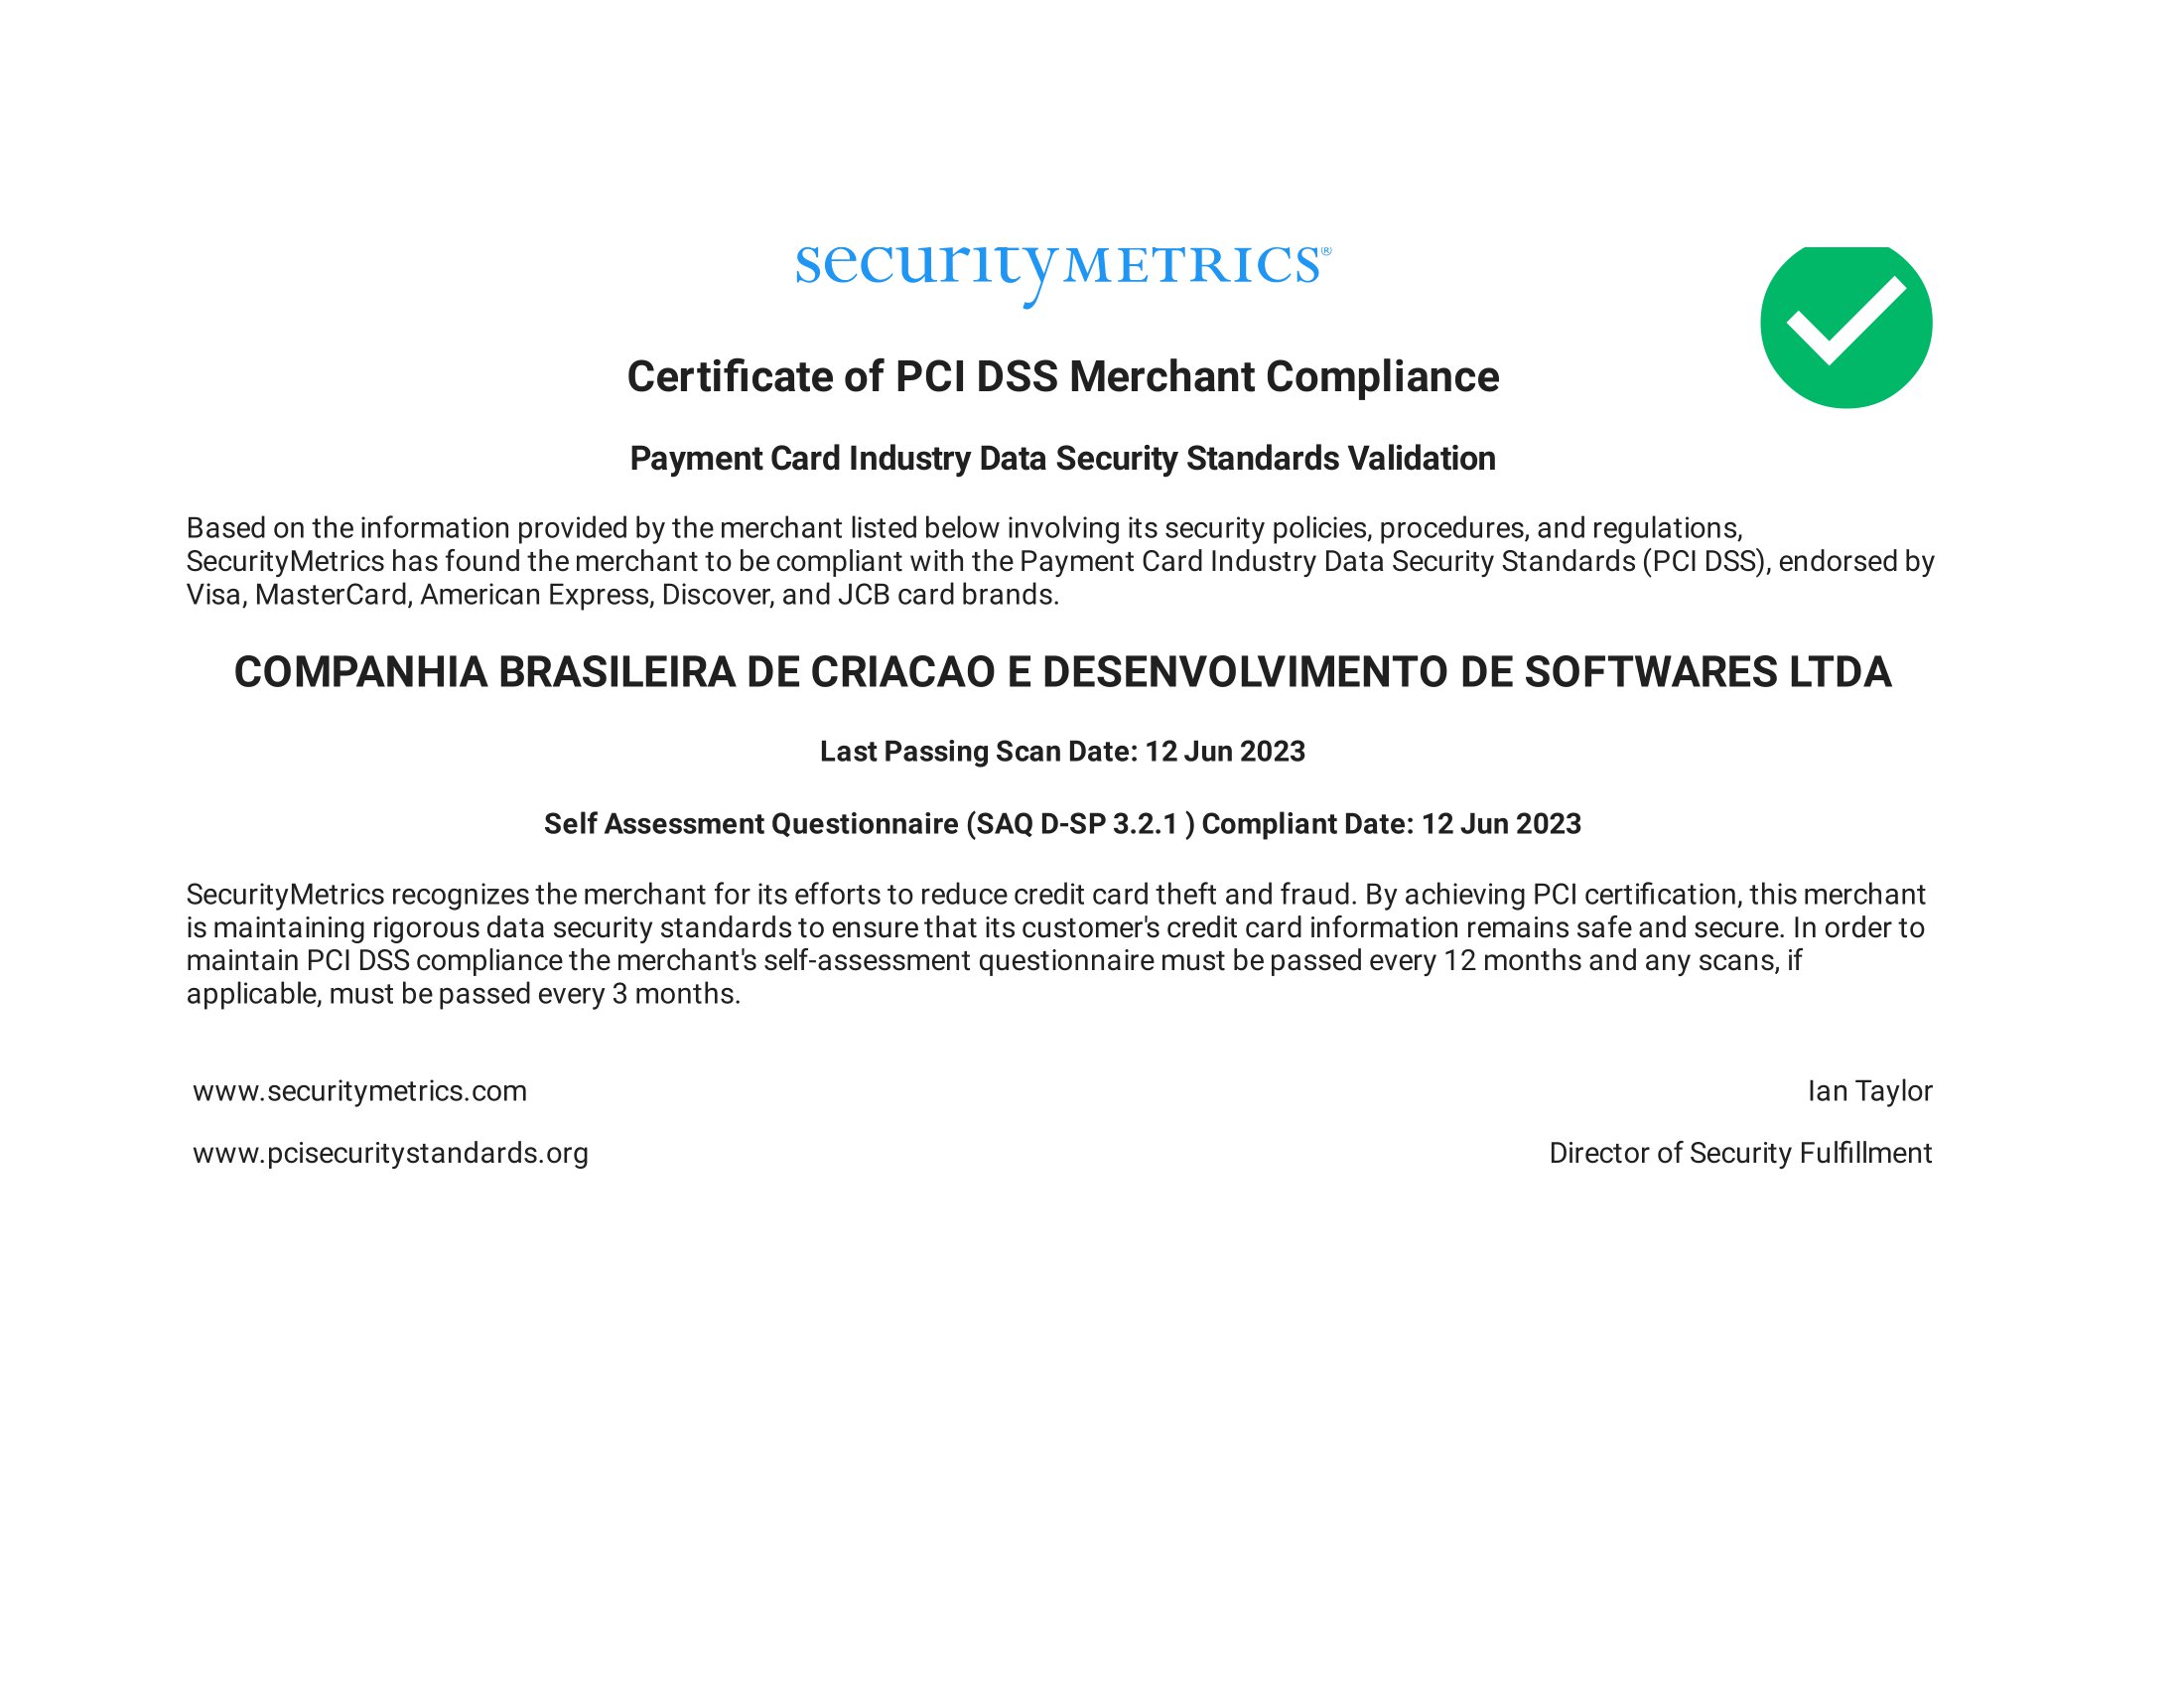 securityMETRICS®
Certificate of PCI DSS Merchant Compliance
Payment Card Industry Data Security Standards Validation
Based on the information provided by the merchant listed below involving its security policies, procedures, and regulations,
SecurityMetrics has found the merchant to be compliant with the Payment Card Industry Data Security Standards (PCI DSS), endorsed by
Visa, MasterCard, American Express, Discover, and JCB card brands.
COMPANHIA BRASILEIRA DE CRIACAO E DESENVOLVIMENTO DE SOFTWARES LTDA
Last Passing Scan Date: 12 Jun 2023
Self Assessment Questionnaire (SAQ D-SP 3.2.1 ) Compliant Date: 12 Jun 2023
SecurityMetrics recognizes the merchant for its efforts to reduce credit card theft and fraud. By achieving PCI certification, this merchant
is maintaining rigorous data security standards to ensure that its customer's credit card information remains safe and secure. In order to
maintain PCI DSS compliance the merchant's self-assessment questionnaire must be passed every 12 months and any scans, if
applicable, must be passed every 3 months.
www.securitymetrics.com
Ian Taylor
www.pcisecuritystandards.org
Director of Security Fulfillment